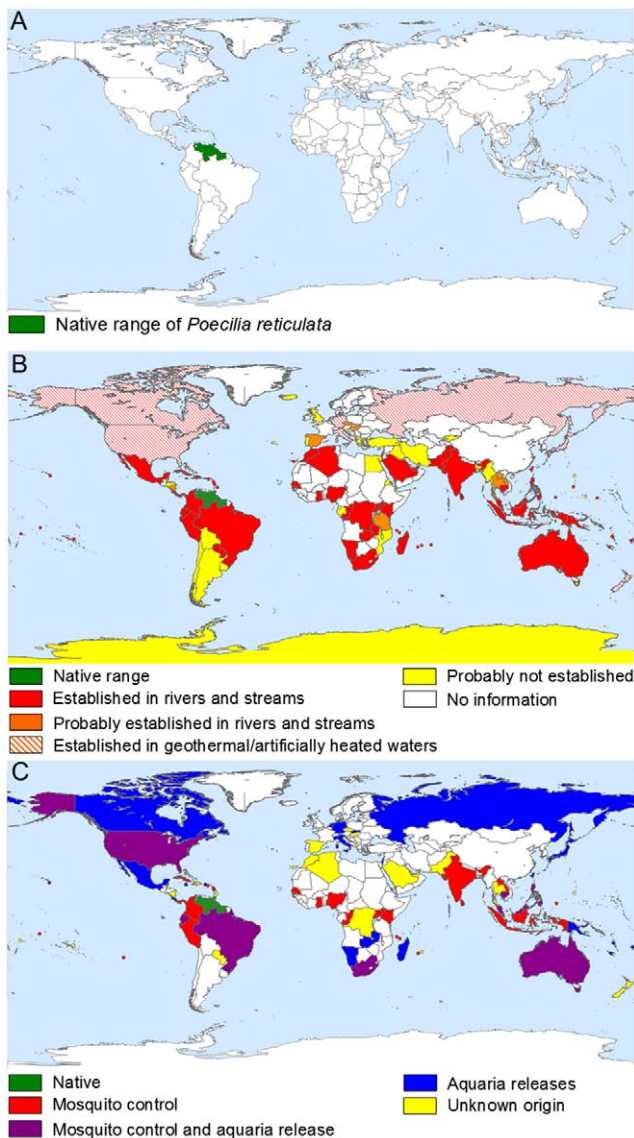 A
Native range of Poecilia reticulata
B
Native range
Established in rivers and streams
Probably established in rivers and streams
Established in geothermal/artificially heated waters
Probably not established
No information
C
Native
Mosquito control
Mosquito control and aquaria release
Aquaria releases
Unknown origin